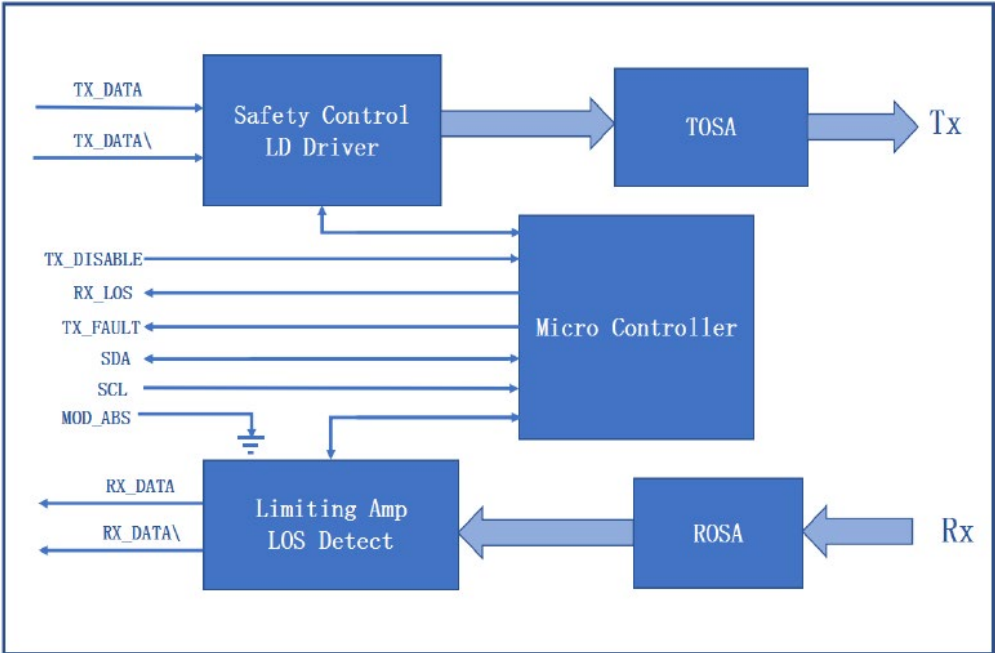 TX_DATA
TX_DATA\
Safety Control
LD Driver
TOSA
Tx
TX_DISABLE
RX_LOS
TX_FAULT
SDA
SCL
MOD_ABS
Micro Controller
RX_DATA
RX_DATA\
Limiting Amp
LOS Detect
ROSA
Rx